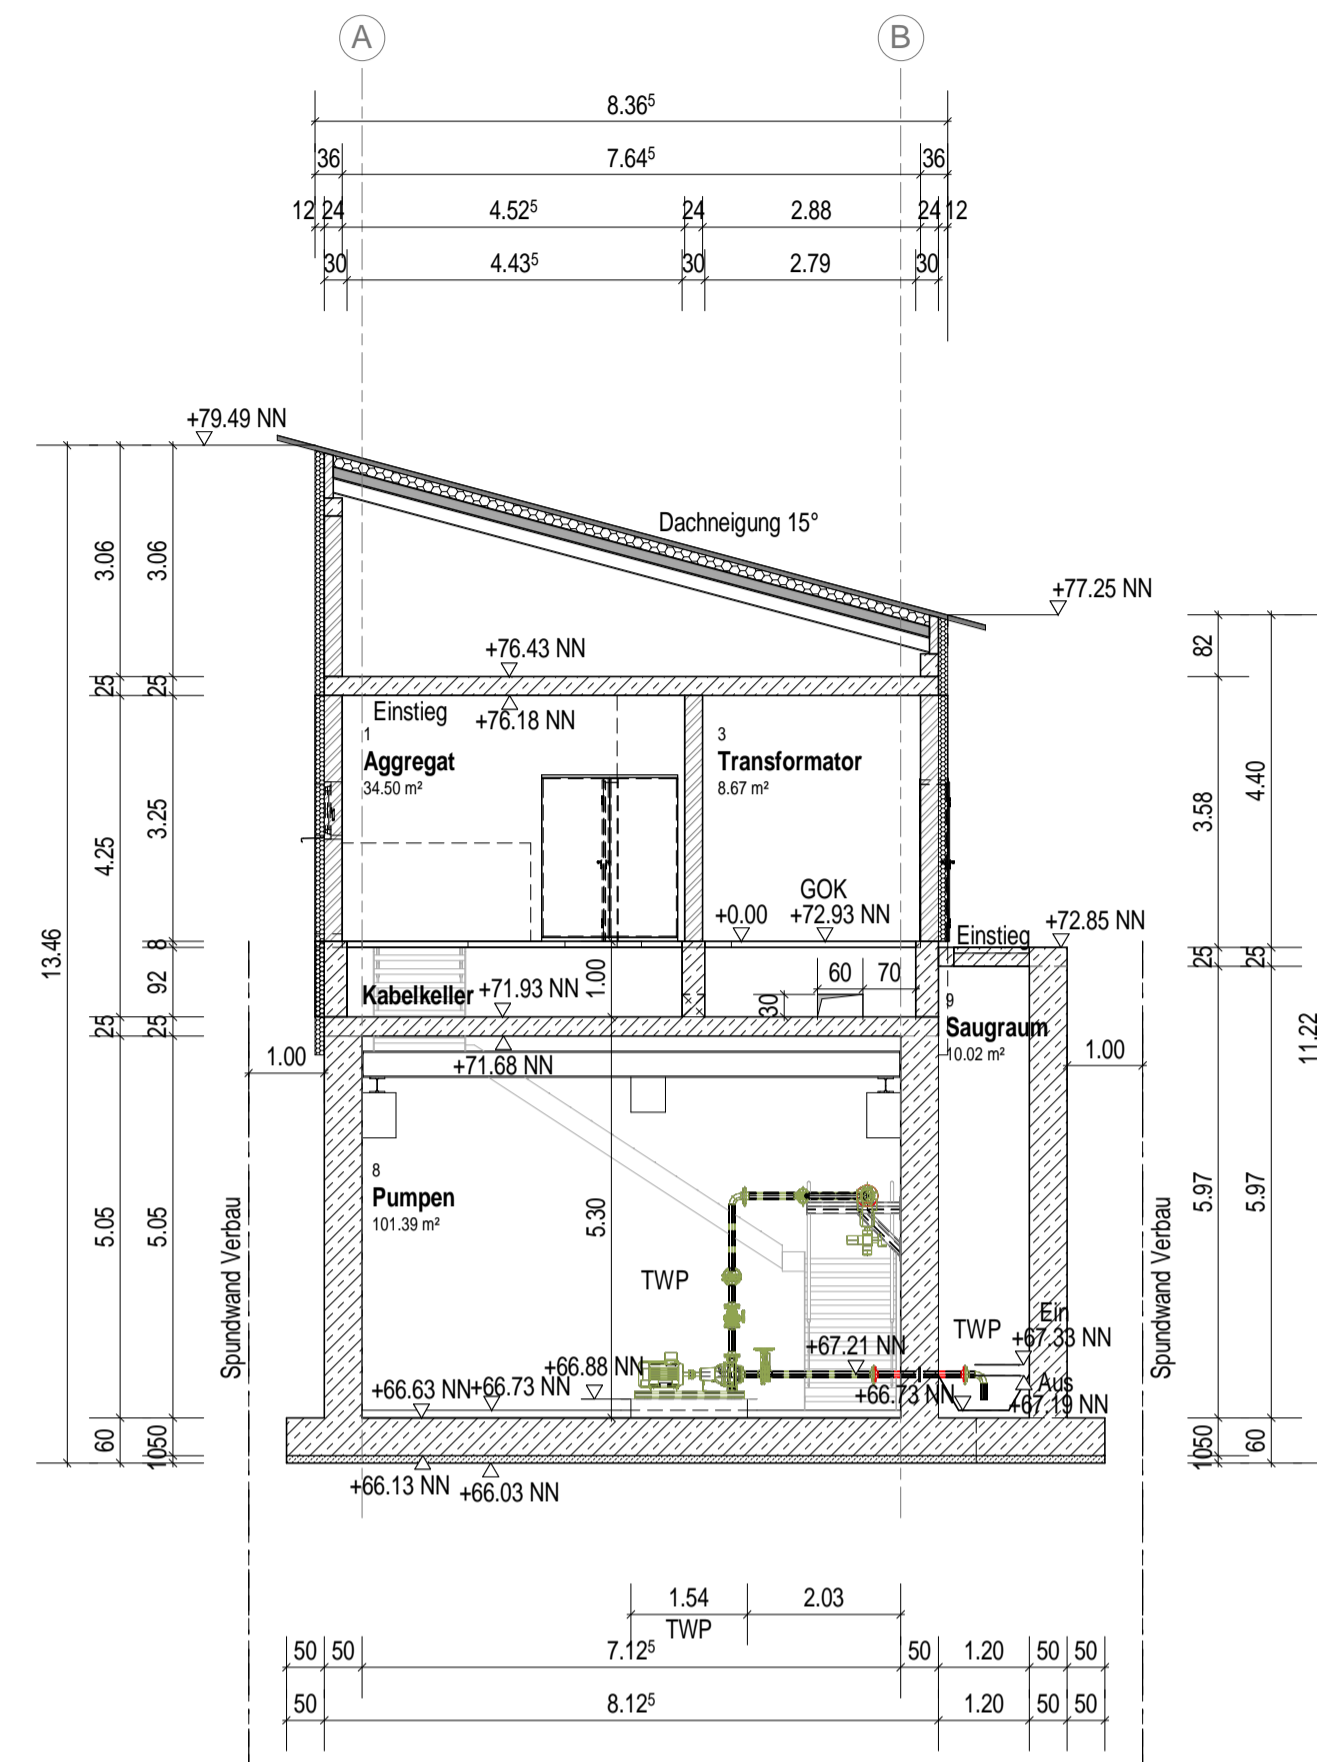 A
B
8.36⁵
36
7.64⁵
36
12
24
4.52⁵
24
2.88
24
12
30
4.43⁵
30
2.79
30
+79.49 NN
Dachneigung 15°
+77.25 NN
3.06
3.06
82
+76.43 NN
25
25
Einstieg
+76.18 NN
1
Aggregat
34.50 m²
3
Transformator
8.67 m²
4.25
3.25
3.58
4.40
GOK
+0.00
+72.93 NN
+72.85 NN
Einstieg
13.46
8
92
25
25
1.00
60
70
30
Kabelkeller
+71.93 NN
9
Saugraum
10.02 m²
25
25
11.22
1.00
+71.68 NN
1.00
8
Pumpen
101.39 m²
5.05
5.05
5.30
5.97
5.97
Spundwand Verbau
Spundwand Verbau
TWP
TWP
Ein
+67.33 NN
+67.21 NN
+66.88 NN
+66.63 NN
+66.73 NN
+66.73 NN
Aus
+67.19 NN
60
1050
1050
60
+66.13 NN
+66.03 NN
1.54
2.03
TWP
50
50
7.12⁵
50
1.20
50
50
50
8.12⁵
1.20
50
50